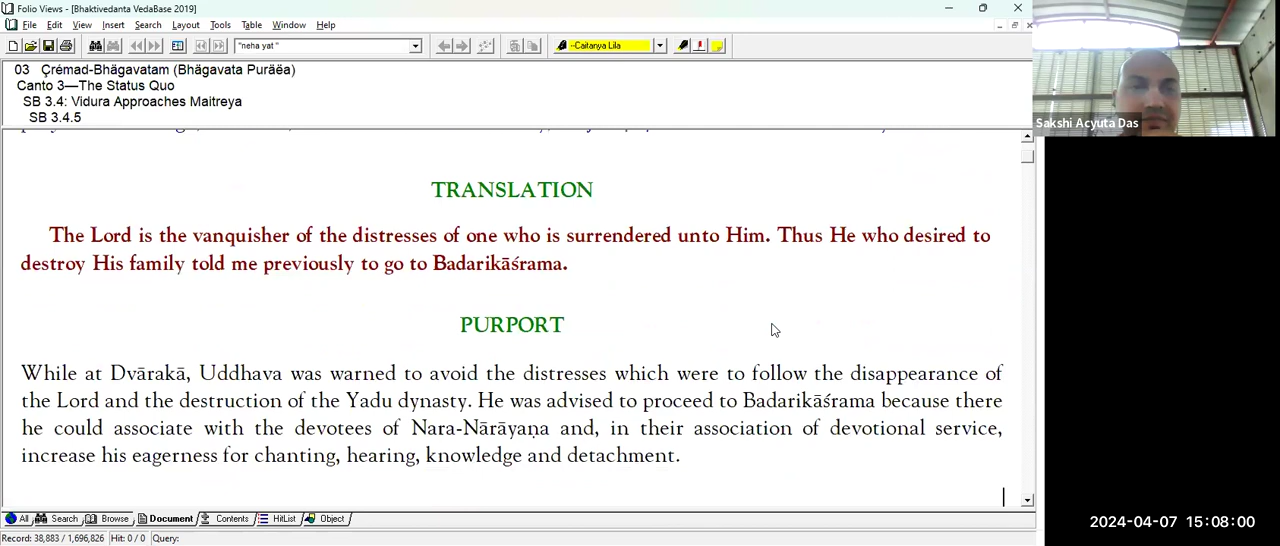 Folio Views - [Bhaktivedanta VedaBase 2019]
File Edit View Insert Search Layout Tools Table Window Help
"neha yat "
--Caitanya Lila
03 Çrémad-Bhägavatam (Bhägavata Puräëa)
Canto 3—The Status Quo
SB 3.4: Vidura Approaches Maitreya
SB 3.4.5
TRANSLATION
The Lord is the vanquisher of the distresses of one who is surrendered unto Him. Thus He who desired to
destroy His family told me previously to go to Badarikāśrama.
PURPORT
While at Dvārakā, Uddhava was warned to avoid the distresses which were to follow the disappearance of
the Lord and the destruction of the Yadu dynasty. He was advised to proceed to Badarikāśrama because there
he could associate with the devotees of Nara-Nārāyaṇa and, in their association of devotional service,
increase his eagerness for chanting, hearing, knowledge and detachment.
All Search Browse Document Contents HitList Object
Record: 38,883 / 1,696,826 Hit: 0 / 0 Query:
Sakshi Acyuta Das
2024-04-07 15:08:00